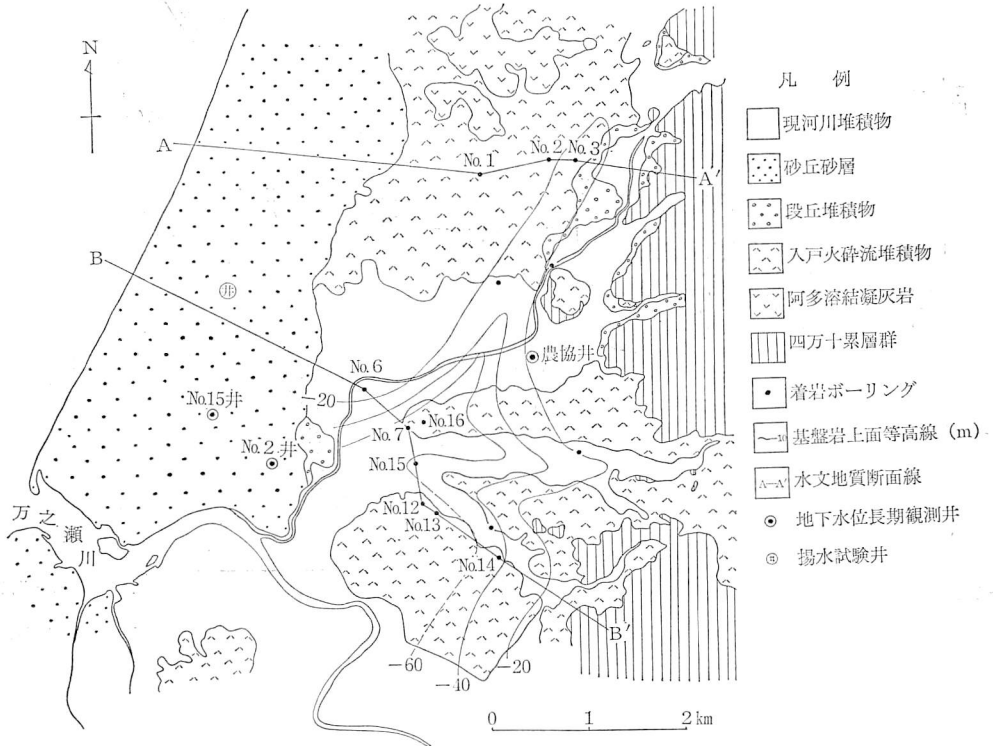 N
A
No.1
No.2
No.3
A′
B
井
農協井
No.6
−20
No.15井
No.16
No.7
No.2井
No.15
No.12
No.13
No.14
万之瀬川
B′
−60
−40
−20
0 1 2 km
凡 例
現河川堆積物
砂丘砂層
段丘堆積物
入戸火砕流堆積物
阿多溶結凝灰岩
四万十累層群
着岩ボーリング
−10 基盤岩上面等高線 (m)
A—A′ 水文地質断面線
地下水位長期観測井
井 揚水試験井